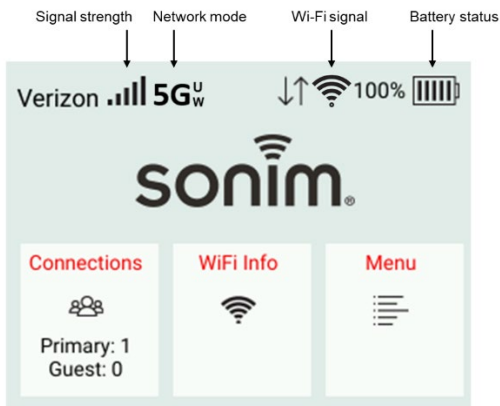 Signal strength Network mode Wi-Fi signal Battery status
Verizon 5G UW 100%
sonim®
Connections WiFi Info Menu
Primary: 1
Guest: 0